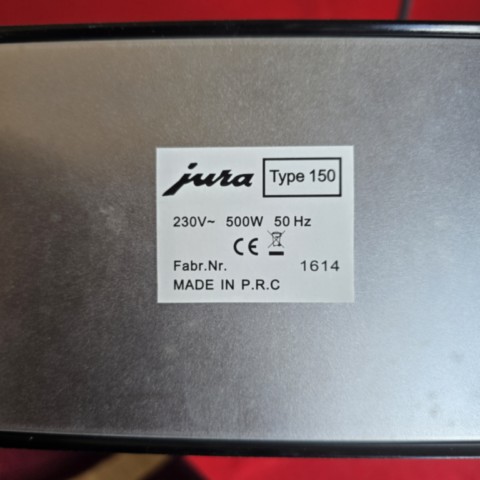 jura Type 150
230V~ 500W 50 Hz
CE
Fabr.Nr. 1614
MADE IN P.R.C